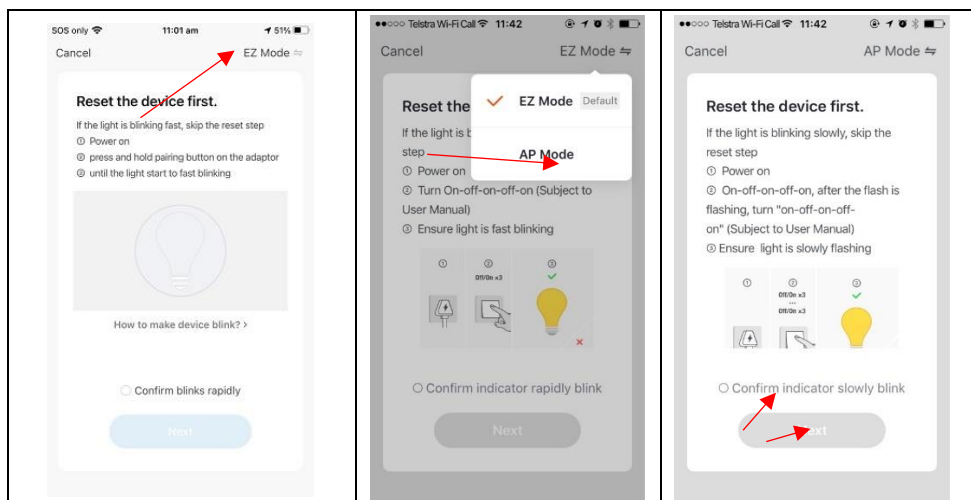 SOS only 11:01 am 51%
Cancel EZ Mode
Reset the device first.
If the light is blinking fast, skip the reset step
① Power on
② press and hold pairing button on the adaptor
③ until the light start to fast blinking
How to make device blink? >
Confirm blinks rapidly
Next
Telstra Wi-Fi Call 11:42
Cancel EZ Mode
Reset the
If the light is b
step
① Power on
② Turn On-off-on-off-on (Subject to
User Manual)
③ Ensure light is fast blinking
EZ Mode Default
AP Mode
① ② ③
Off/On x3
Confirm indicator rapidly blink
Next
Telstra Wi-Fi Call 11:42
Cancel AP Mode
Reset the device first.
If the light is blinking slowly, skip the
reset step
① Power on
② On-off-on-off-on, after the flash is
flashing, turn "on-off-on-off-
on" (Subject to User Manual)
③ Ensure light is slowly flashing
① ② ③
Off/On x3
...
Off/On x3
Confirm indicator slowly blink
Next